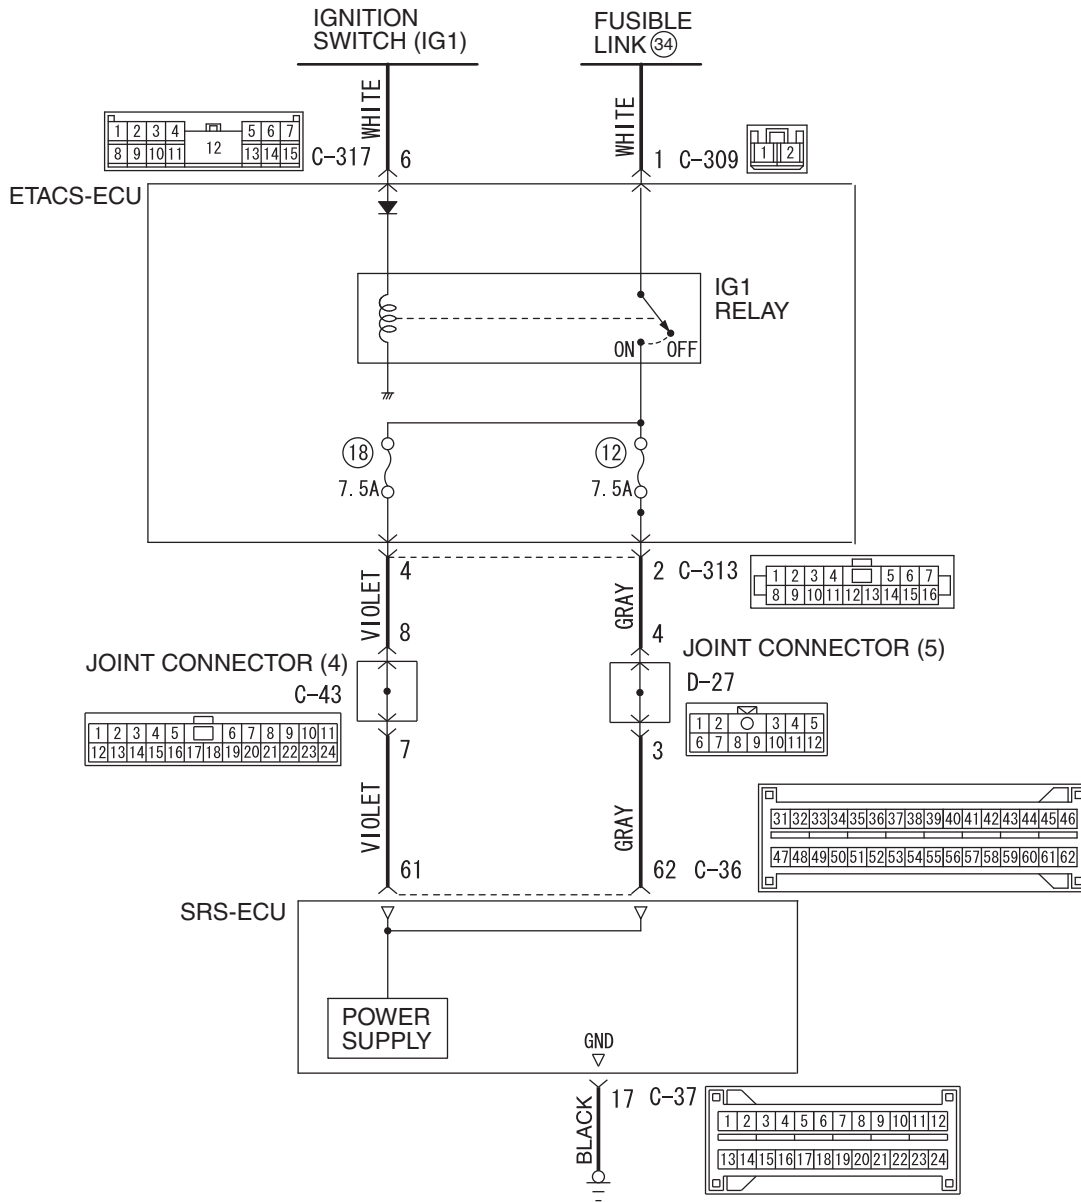 IGNITION
SWITCH (IG1)
FUSIBLE
LINK 34
WHITE
WHITE
1 2 3 4 5 6 7
8 9 10 11 12 13 14 15
C-317 6
1 C-309
1 2
ETACS-ECU
IG1
RELAY
ON OFF
18
7.5A
12
7.5A
4
2 C-313
1 2 3 4 5 6 7
8 9 10 11 12 13 14 15 16
VIOLET
GRAY
8
4
JOINT CONNECTOR (4)
C-43
JOINT CONNECTOR (5)
D-27
1 2 3 4 5 6 7 8 9 10 11
12 13 14 15 16 17 18 19 20 21 22 23 24
1 2 3 4 5
6 7 8 9 10 11 12
7
3
VIOLET
GRAY
31 32 33 34 35 36 37 38 39 40 41 42 43 44 45 46
47 48 49 50 51 52 53 54 55 56 57 58 59 60 61 62
61
62 C-36
SRS-ECU
POWER
SUPPLY
GND
17 C-37
BLACK
1 2 3 4 5 6 7 8 9 10 11 12
13 14 15 16 17 18 19 20 21 22 23 24